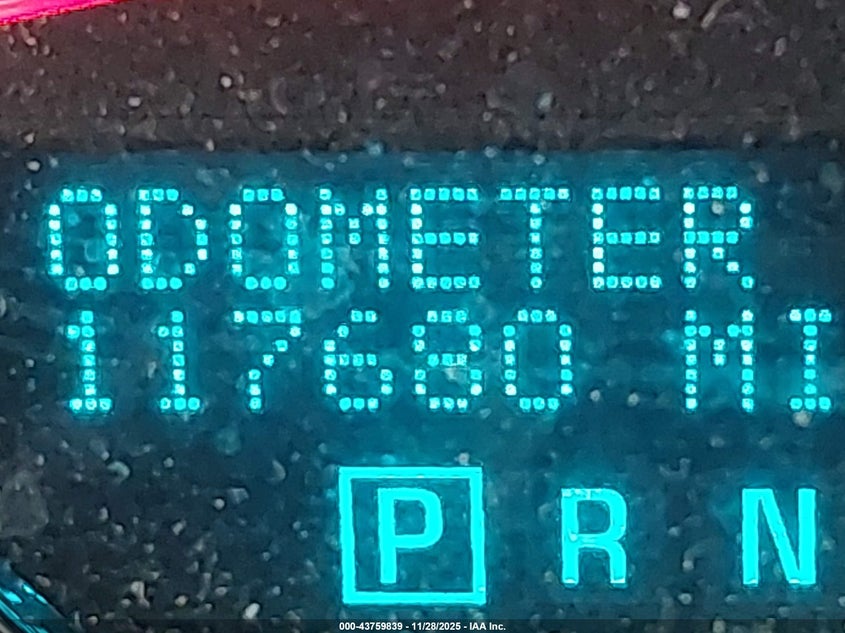 ODOMETER
117680 MI
P R N
000-43759839 - 11/28/2025 - IAA Inc.